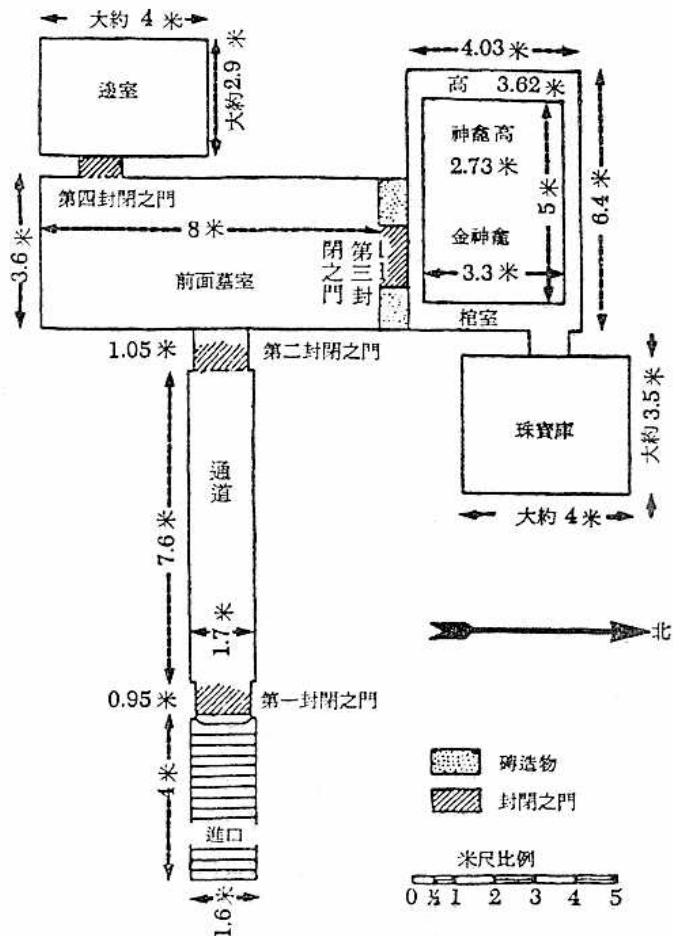 大約 4 米
邊室
大約2.9 米
4.03 米
高 3.62 米
神龕高
2.73 米
5米
6.4 米
金神龕
3.3 米
棺室
第四封閉之門
8米
3.6 米
前面墓室
第三封
閉之門
1.05 米
第二封閉之門
珠寶庫
大約3.5 米
大約 4 米
通道
7.6 米
1.7 米
北
0.95 米
第一封閉之門
4米
進口
1.6 米
磚造物
封閉之門
米尺比例
0 ½ 1 2 3 4 5